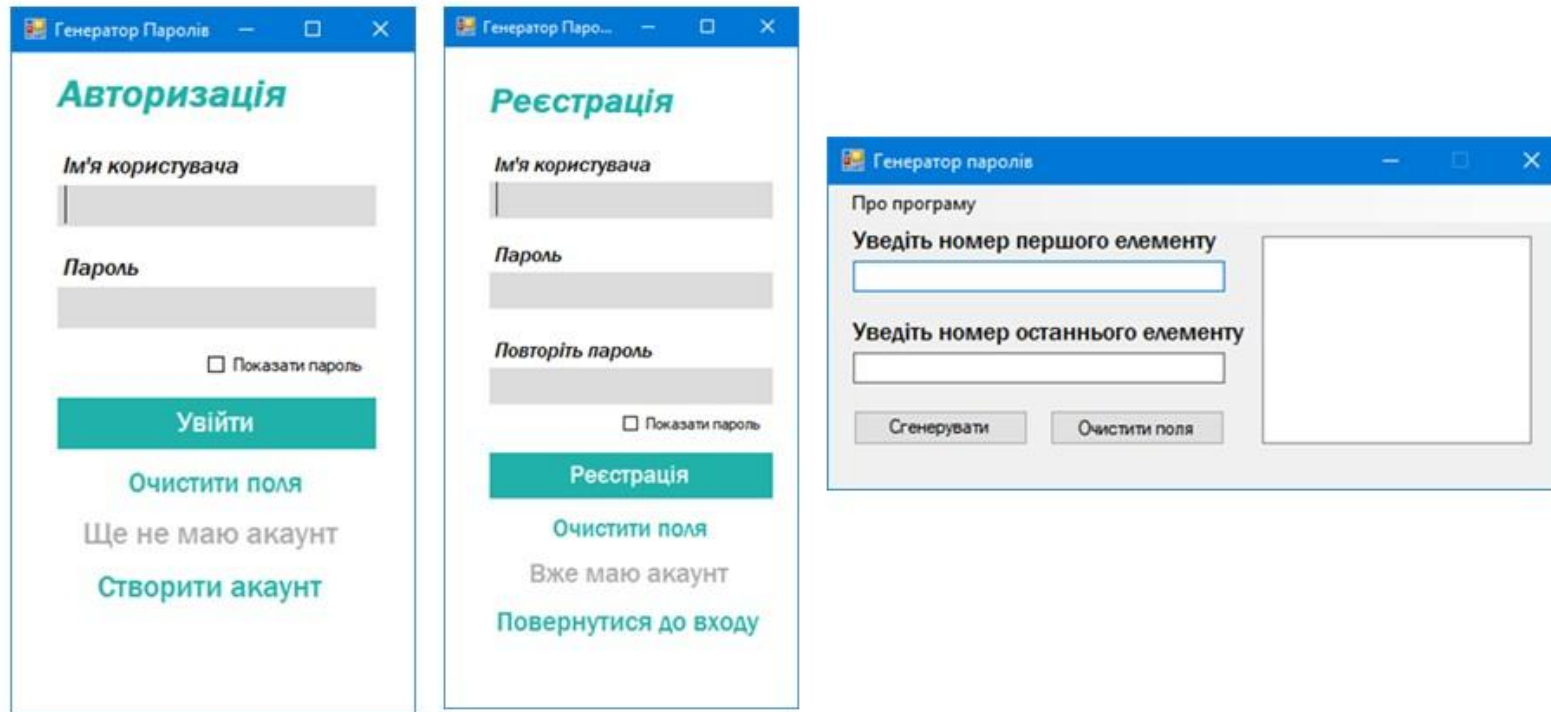 Генератор Паролів
Авторизація
Ім'я користувача
Пароль
Показати пароль
Увійти
Очистити поля
Ще не маю акаунт
Створити акаунт
Генератор Паро...
Реєстрація
Ім'я користувача
Пароль
Повторіть пароль
Показати пароль
Реєстрація
Очистити поля
Вже маю акаунт
Повернутися до входу
Генератор паролів
Про програму
Уведіть номер першого елементу
Уведіть номер останнього елементу
Сгенерувати
Очистити поля